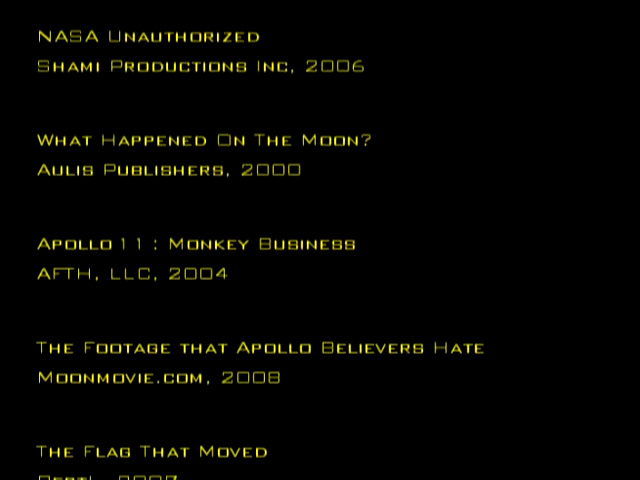 NASA Unauthorized
Shami Productions Inc, 2006
What Happened On The Moon?
Aulis Publishers, 2000
Apollo 11 : Monkey Business
AFTH, LLC, 2004
The Footage that Apollo Believers Hate
Moonmovie.com, 2008
The Flag That Moved